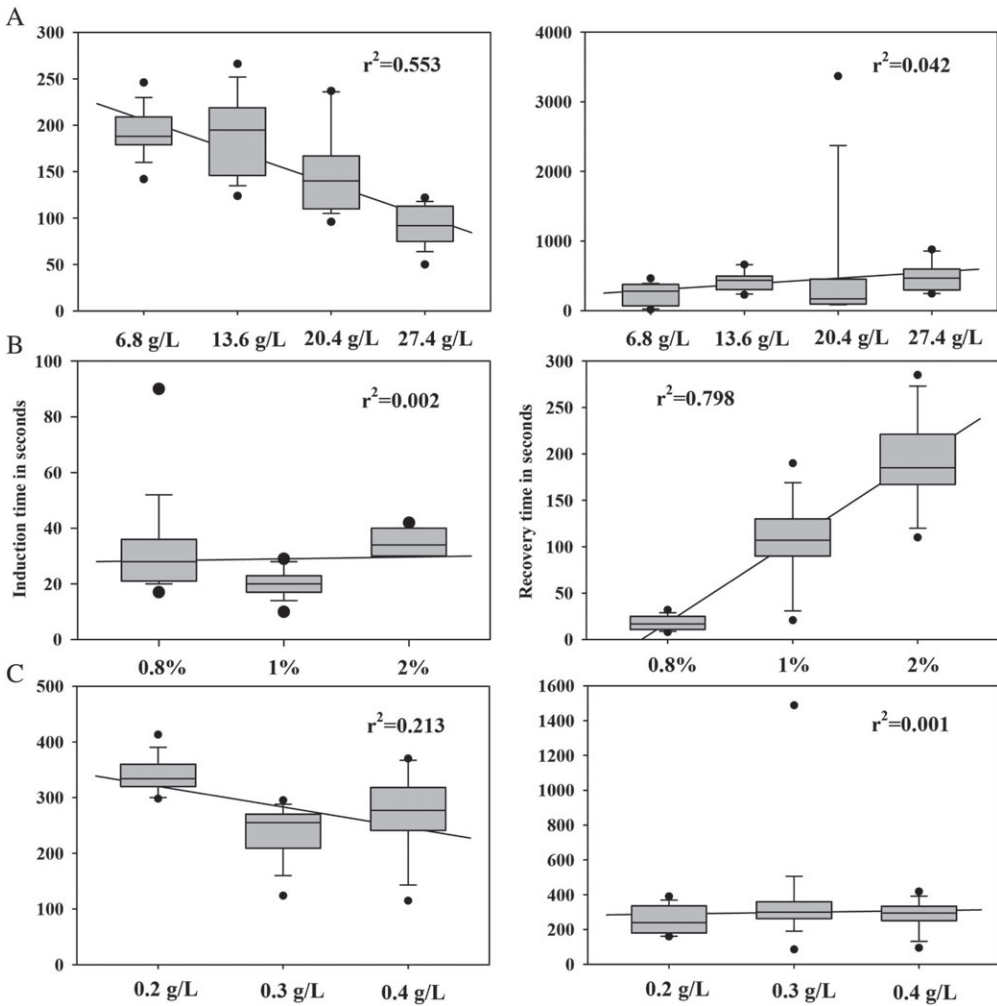 A
300
250
200
150
100
50
0
r²=0.553
6.8 g/L 13.6 g/L 20.4 g/L 27.4 g/L
4000
3000
2000
1000
0
r²=0.042
6.8 g/L 13.6 g/L 20.4 g/L 27.4 g/L
B
Induction time in seconds
100
80
60
40
20
0
r²=0.002
0.8% 1% 2%
Recovery time in seconds
300
250
200
150
100
50
0
r²=0.798
0.8% 1% 2%
C
500
400
300
200
100
0
r²=0.213
0.2 g/L 0.3 g/L 0.4 g/L
1600
1400
1200
1000
800
600
400
200
0
r²=0.001
0.2 g/L 0.3 g/L 0.4 g/L